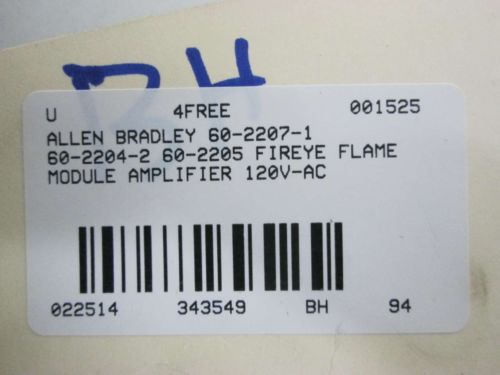 RH
U 4FREE 001525
ALLEN BRADLEY 60-2207-1
60-2204-2 60-2205 FIREYE FLAME
MODULE AMPLIFIER 120V-AC
022514 343549 BH 94